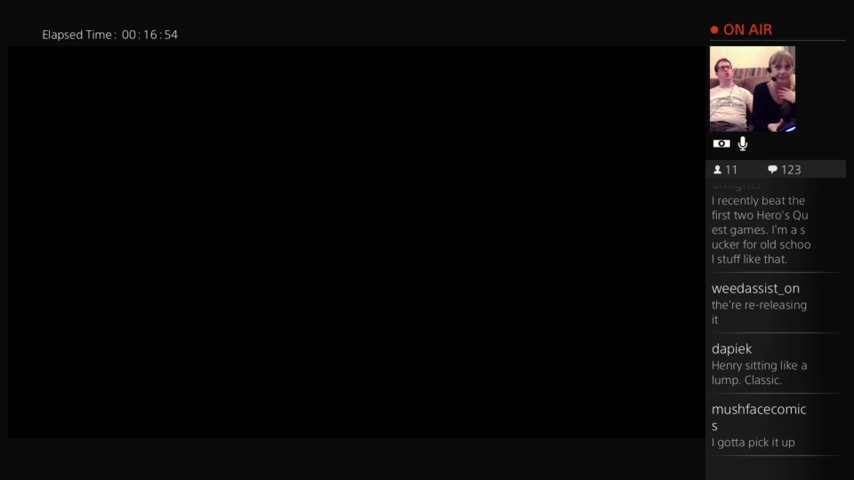 Elapsed Time: 00:16:54
ON AIR
11 123
I recently beat the
first two Hero's Qu
est games. I'm a s
ucker for old schoo
l stuff like that.
weedassist_on
the're re-releasing
it
dapiek
Henry sitting like a
lump. Classic.
mushfacecomic
s
I gotta pick it up